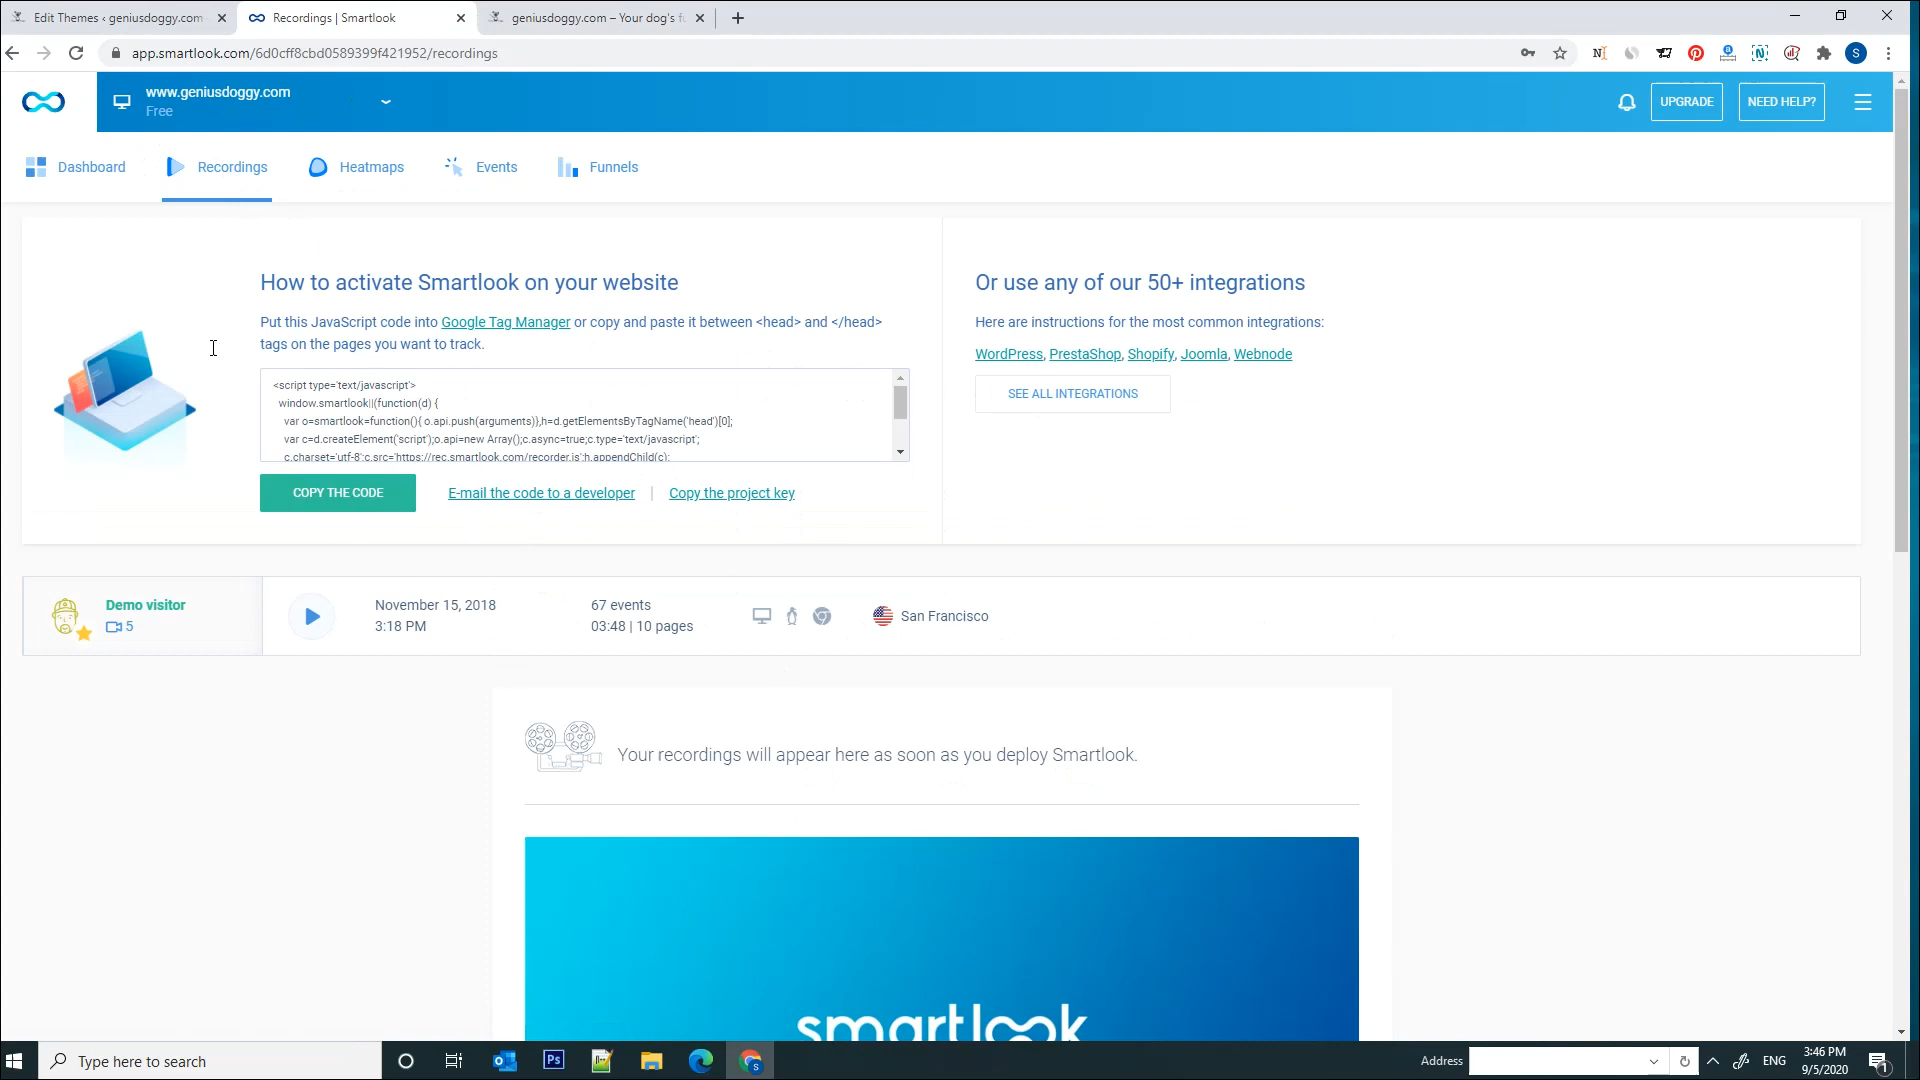 Edit Themes ‹ geniusdoggy.com
Recordings | Smartlook
geniusdoggy.com – Your dog's f
app.smartlook.com/6d0cff8cbd0589399f421952/recordings
www.geniusdoggy.com
Free
UPGRADE
NEED HELP?
Dashboard
Recordings
Heatmaps
Events
Funnels
How to activate Smartlook on your website
Put this JavaScript code into Google Tag Manager or copy and paste it between <head> and </head>
tags on the pages you want to track.
<script type='text/javascript'>
window.smartlook||(function(d) {
var o=smartlook=function(){ o.api.push(arguments)},h=d.getElementsByTagName('head')[0];
var c=d.createElement('script');o.api=new Array();c.async=true;c.type='text/javascript';
c.charset='utf-8';c.src='https://rec.smartlook.com/recorder.js';h.appendChild(c);
COPY THE CODE
E-mail the code to a developer
Copy the project key
Or use any of our 50+ integrations
Here are instructions for the most common integrations:
WordPress, PrestaShop, Shopify, Joomla, Webnode
SEE ALL INTEGRATIONS
Demo visitor
5
November 15, 2018
3:18 PM
67 events
03:48 | 10 pages
San Francisco
Your recordings will appear here as soon as you deploy Smartlook.
smartlook
Type here to search
Ps
Address
ENG
3:46 PM
9/5/2020
1